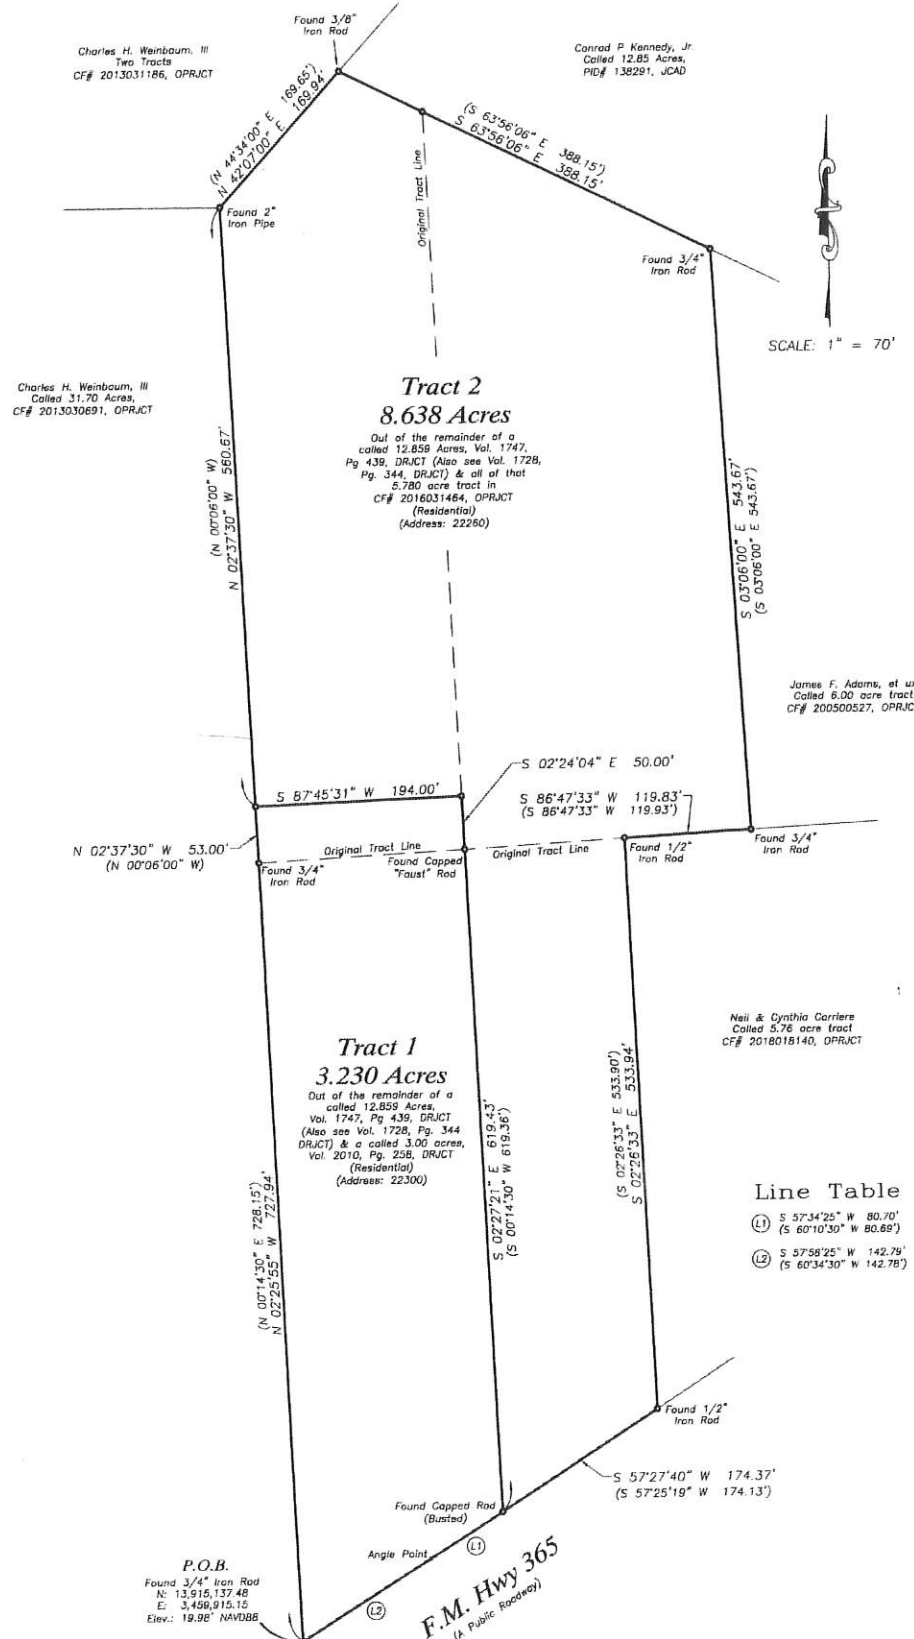 Found 3/8"
Iron Rod
Charles H. Weinbaum, III
Two Tracts
CF# 2013031186, OPRJCT
Conrad P Kennedy, Jr.
Called 12.85 Acres,
PID# 138291, JCAD
(N 44°34'00" E 169.65')
N 42°07'00" E 169.94'
(S 63°56'06" E 388.15')
S 63°56'06" E 388.15'
Original Tract Line
Found 2"
Iron Pipe
Found 3/4"
Iron Rod
SCALE: 1" = 70'
Charles H. Weinbaum, III
Called 31.70 Acres,
CF# 2013030691, OPRJCT
Tract 2
8.638 Acres
Out of the remainder of a
called 12.859 Acres, Vol. 1747,
Pg 439, DRJCT (Also see Vol. 1728,
Pg. 344, DRJCT) & all of that
5.780 acre tract in
CF# 2016031464, OPRJCT
(Residential)
(Address: 22260)
(N 00°06'00" W)
N 02°37'30" W 560.67'
S 03°06'00" E 543.67'
(S 03°06'00" E 543.67')
James F. Adams, et ux
Called 6.00 acre tract
CF# 200500527, OPRJC
S 02°24'04" E 50.00'
S 87°45'31" W 194.00'
S 86°47'33" W 119.83'
(S 86°47'33" W 119.93')
N 02°37'30" W 53.00'
(N 00°06'00" W)
Original Tract Line
Original Tract Line
Found 3/4"
Iron Rod
Found Capped
"Faust" Rod
Found 1/2"
Iron Rod
Found 3/4"
Iron Rod
Neil & Cynthia Carriere
Called 5.76 acre tract
CF# 2018018140, OPRJCT
Tract 1
3.230 Acres
Out of the remainder of a
called 12.859 Acres,
Vol. 1747, Pg 439, DRJCT
(Also see Vol. 1728, Pg. 344
DRJCT) & a called 3.00 acres,
Vol. 2010, Pg. 258, DRJCT
(Residential)
(Address: 22300)
(N 00°14'30" E 728.15')
N 02°25'55" W 727.94'
S 02°27'21" E 619.43'
(S 00°14'30" W 619.36')
(S 02°26'33" E 533.90')
S 02°26'33" E 533.94'
Line Table
L1 S 57°34'25" W 80.70'
(S 60°10'30" W 80.69')
L2 S 57°58'25" W 142.79'
(S 60°34'30" W 142.78')
Found 1/2"
Iron Rod
S 57°27'40" W 174.37'
(S 57°25'19" W 174.13')
Found Capped Rod
(Busted)
Angle Point
L1
L2
F.M. Hwy 365
(A Public Roadway)
P.O.B.
Found 3/4" Iron Rod
N: 13,915,137.48
E: 3,459,915.15
Elev.: 19.98' NAVD88